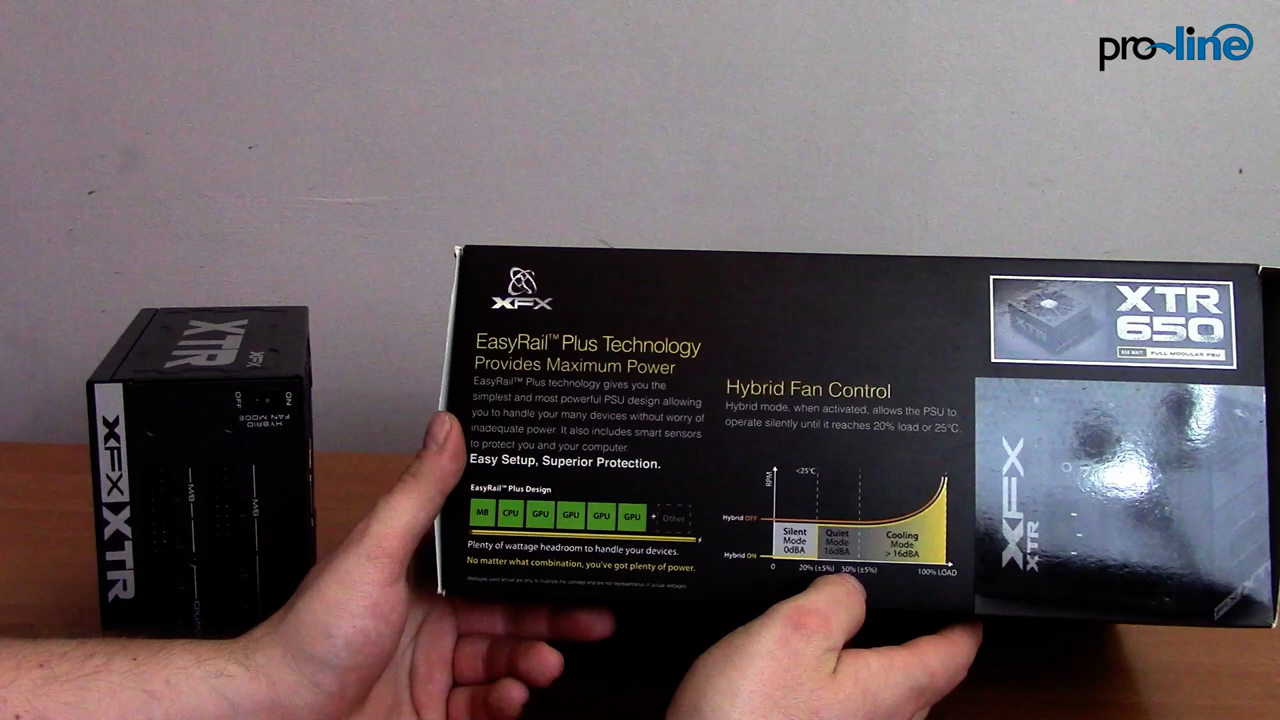 pro-line
XFX
EasyRail™ Plus Technology
Provides Maximum Power
EasyRail™ Plus technology gives you the
simplest and most powerful PSU design allowing
you to handle your many devices without worry of
inadequate power. It also includes smart sensors
to protect you and your computer.
Easy Setup, Superior Protection.
EasyRail™ Plus Design
MB CPU GPU GPU GPU GPU + Other
Plenty of wattage headroom to handle your devices.
No matter what combination, you've got plenty of power.
Hybrid Fan Control
Hybrid mode, when activated, allows the PSU to
operate silently until it reaches 20% load or 25°C.
RPM
<25°C
Hybrid OFF
Hybrid ON
Silent
Mode
0dBA
Quiet
Mode
16dBA
Cooling
Mode
> 16dBA
0 20% (±5%) 50% (±5%) 100% LOAD
XTR
650
650 WATT FULL MODULAR PSU
XFX
XTR
XTR
XFX
XFX XTR
ON
OFF
HYBRID
FAN MODE
MB
MB